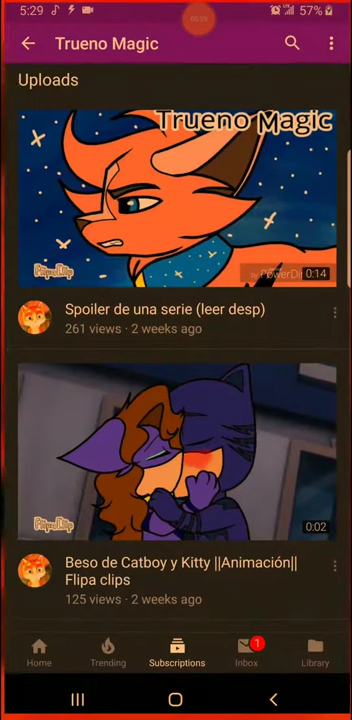 5:29
00:59
57%
Trueno Magic
Uploads
Trueno Magic
FlipaClip
0:14
Spoiler de una serie (leer desp)
261 views · 2 weeks ago
FlipaClip
0:02
Beso de Catboy y Kitty ||Animación||
Flipa clips
125 views · 2 weeks ago
1
Home
Trending
Subscriptions
Inbox
Library